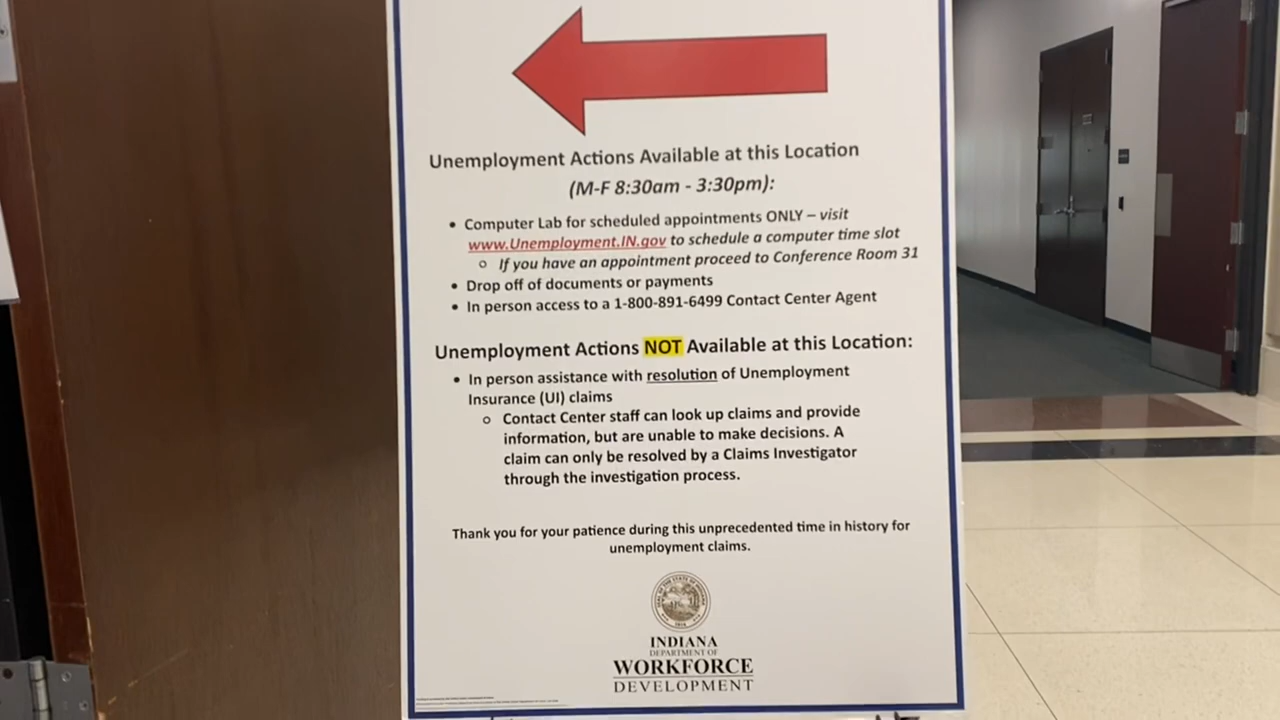 Unemployment Actions Available at this Location
(M-F 8:30am - 3:30pm):
• Computer Lab for scheduled appointments ONLY – visit
www.Unemployment.IN.gov to schedule a computer time slot
○ If you have an appointment proceed to Conference Room 31
• Drop off of documents or payments
• In person access to a 1-800-891-6499 Contact Center Agent
Unemployment Actions NOT Available at this Location:
• In person assistance with resolution of Unemployment
Insurance (UI) claims
○ Contact Center staff can look up claims and provide
information, but are unable to make decisions. A
claim can only be resolved by a Claims Investigator
through the investigation process.
Thank you for your patience during this unprecedented time in history for
unemployment claims.
INDIANA
DEPARTMENT OF
WORKFORCE
DEVELOPMENT